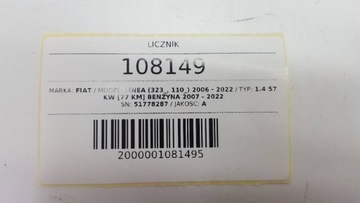 LICZNIK
108149
MARKA: FIAT / MODEL: LINEA (323_, 110_) 2006 - 2022 / TYP: 1.4 57
KW [77 KM] BENZYNA 2007 - 2022
SN: 51778287 / JAKOŚĆ: A
2000001081495